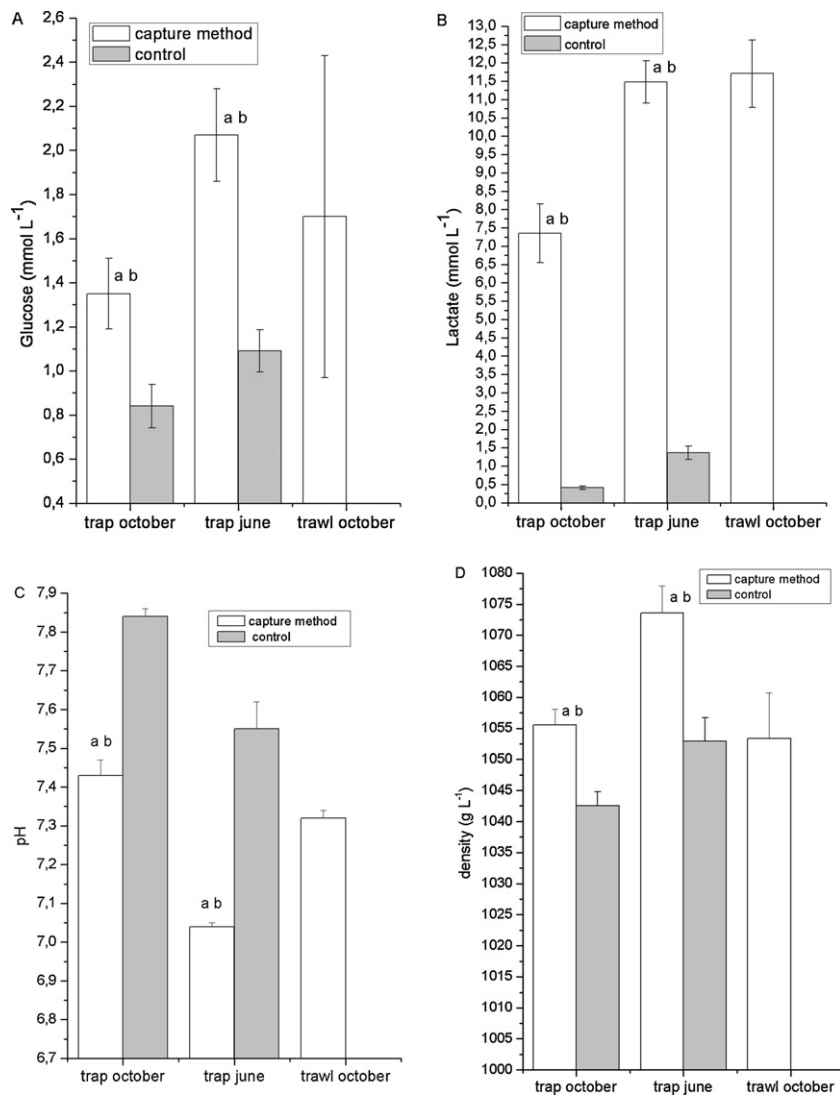 A
capture method
control
2,6
2,4
2,2
2,0
1,8
1,6
1,4
1,2
1,0
0,8
0,6
0,4
Glucose (mmol L⁻¹)
a b
a b
trap october trap june trawl october
B
capture method
control
13,0
12,5
12,0
11,5
11,0
10,5
10,0
9,5
9,0
8,5
8,0
7,5
7,0
6,5
6,0
5,5
5,0
4,5
4,0
3,5
3,0
2,5
2,0
1,5
1,0
0,5
0,0
Lactate (mmol L⁻¹)
a b
a b
trap october trap june trawl october
C
capture method
control
7,9
7,8
7,7
7,6
7,5
7,4
7,3
7,2
7,1
7,0
6,9
6,8
6,7
pH
a b
a b
trap october trap june trawl october
D
capture method
control
1080
1075
1070
1065
1060
1055
1050
1045
1040
1035
1030
1025
1020
1015
1010
1005
1000
density (g L⁻¹)
a b
a b
trap october trap june trawl october